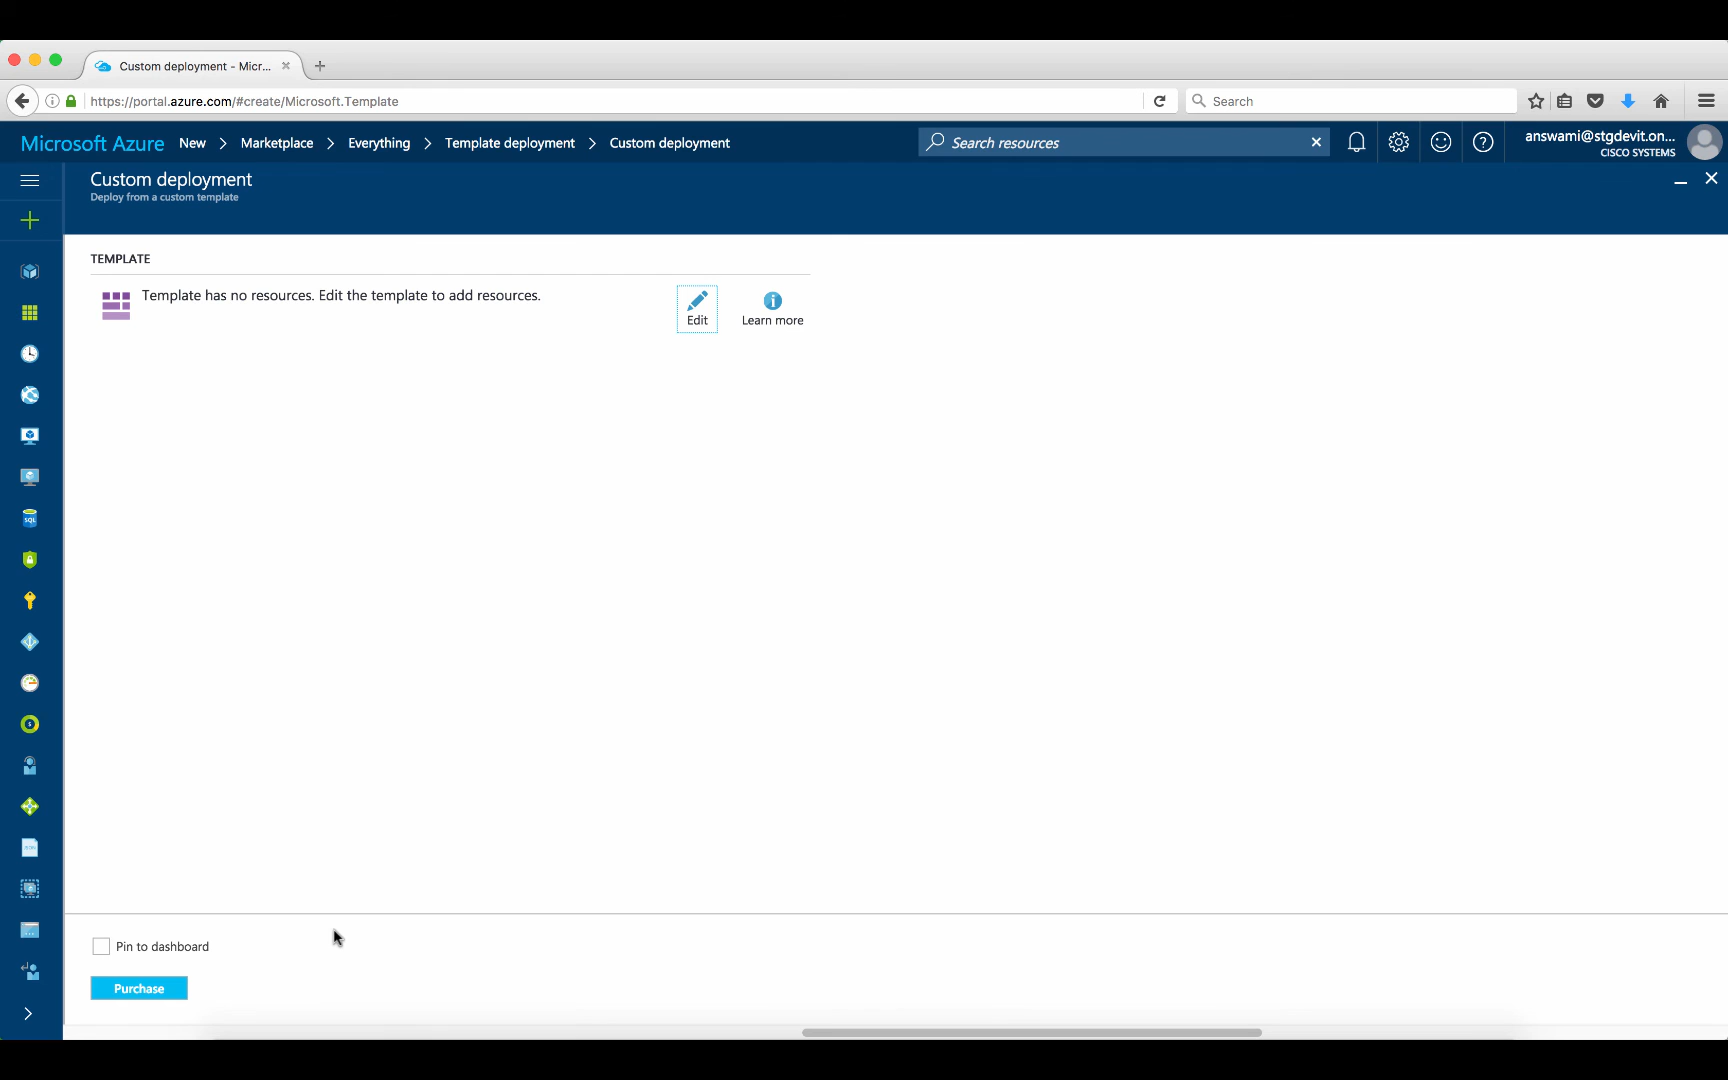 Custom deployment - Micr...
https://portal.azure.com/#create/Microsoft.Template
Search
Microsoft Azure New > Marketplace > Everything > Template deployment > Custom deployment
Search resources
answami@stgdevit.on...
CISCO SYSTEMS
Custom deployment
Deploy from a custom template
TEMPLATE
Template has no resources. Edit the template to add resources.
Edit
Learn more
SQL
Pin to dashboard
Purchase